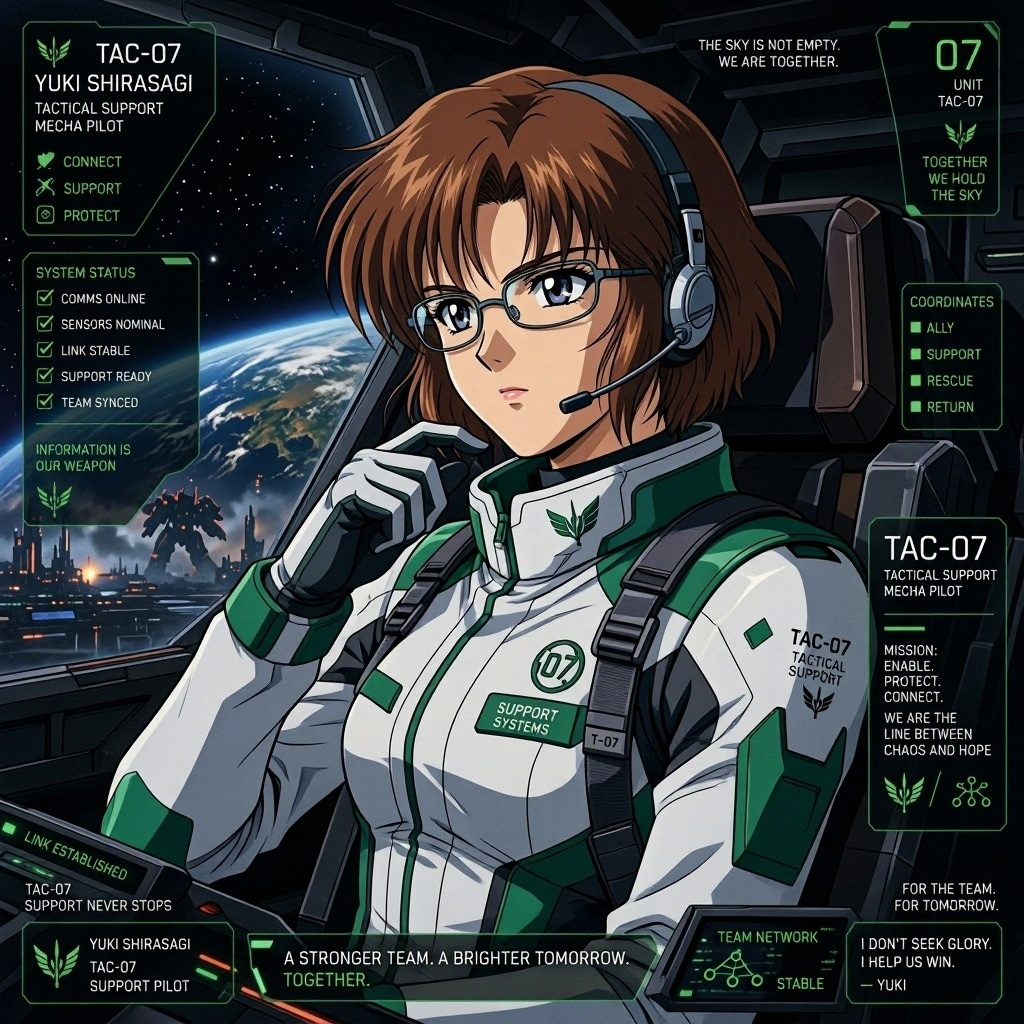 TAC-07
YUKI SHIRASAGI
TACTICAL SUPPORT
MECHA PILOT
CONNECT
SUPPORT
PROTECT
SYSTEM STATUS
COMMS ONLINE
SENSORS NOMINAL
LINK STABLE
SUPPORT READY
TEAM SYNCED
INFORMATION IS
OUR WEAPON
THE SKY IS NOT EMPTY.
WE ARE TOGETHER.
07
UNIT
TAC-07
TOGETHER
WE HOLD
THE SKY
COORDINATES
ALLY
SUPPORT
RESCUE
RETURN
TAC-07
TACTICAL SUPPORT
MECHA PILOT
MISSION:
ENABLE.
PROTECT.
CONNECT.
WE ARE THE
LINE BETWEEN
CHAOS AND HOPE
07
SUPPORT
SYSTEMS
T-07
TAC-07
TACTICAL
SUPPORT
LINK ESTABLISHED
TAC-07
SUPPORT NEVER STOPS
YUKI SHIRASAGI
TAC-07
SUPPORT PILOT
A STRONGER TEAM. A BRIGHTER TOMORROW.
TOGETHER.
TEAM NETWORK
STABLE
FOR THE TEAM.
FOR TOMORROW.
I DON'T SEEK GLORY.
I HELP US WIN.
— YUKI